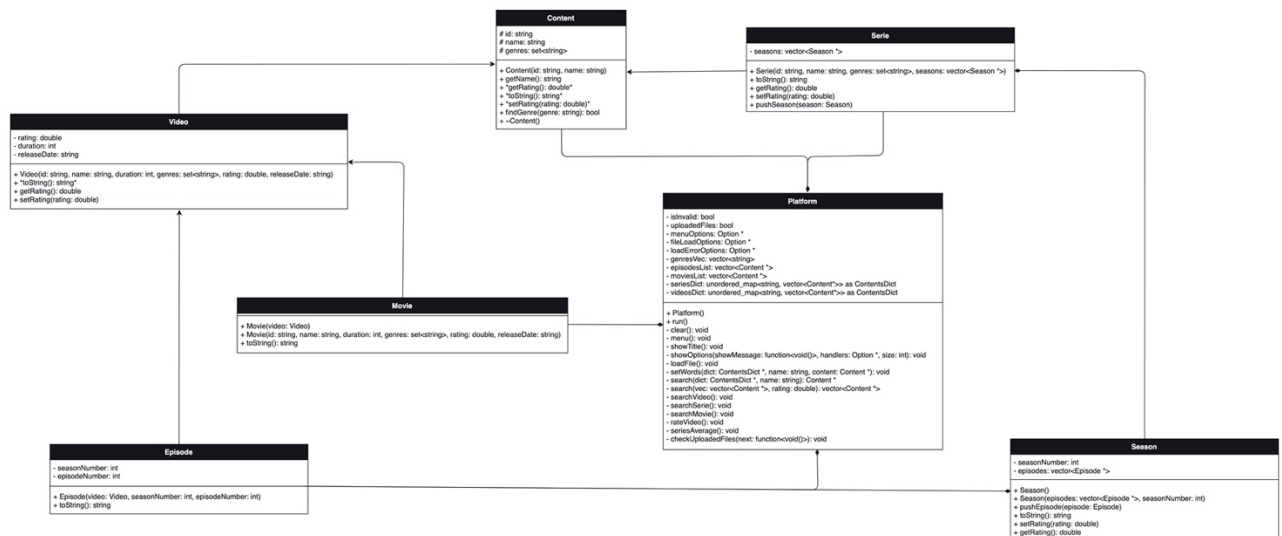 Content
# id: string
# name: string
# genres: set<string>
+ Content(id: string, name: string)
+ getName(): string
+ *getRating(): double*
+ *toString(): string*
+ *setRating(rating: double)*
+ findGenre(genre: string): bool
+ ~Content()
Serie
- seasons: vector<Season *>
+ Serie(id: string, name: string, genres: set<string>, seasons: vector<Season *>)
+ toString(): string
+ getRating(): double
+ setRating(rating: double)
+ pushSeason(season: Season)
Video
- rating: double
- duration: int
- releaseDate: string
+ Video(id: string, name: string, duration: int, genres: set<string>, rating: double, releaseDate: string)
+ *toString(): string*
+ getRating(): double
+ setRating(rating: double)
Platform
- isInvalid: bool
- uploadedFiles: bool
- menuOptions: Option *
- fileLoadOptions: Option *
- loadErrorOptions: Option *
- genresVec: vector<string>
- episodesList: vector<Content *>
- moviesList: vector<Content *>
- seriesDict: unordered_map<string, vector<Content*>> as ContentsDict
- videosDict: unordered_map<string, vector<Content*>> as ContentsDict
+ Platform()
+ run()
- clear(): void
- menu(): void
- showTitle(): void
- showOptions(showMessage: function<void()>, handlers: Option *, size: int): void
- loadFile(): void
- setWords(dict: ContentsDict *, name: string, content: Content *): void
- search(dict: ContentsDict *, name: string): Content *
- search(vec: vector<Content *>, rating: double): vector<Content *>
- searchVideo(): void
- searchSerie(): void
- searchMovie(): void
- rateVideo(): void
- seriesAverage(): void
- checkUploadedFiles(next: function<void()>): void
Movie
+ Movie(video: Video)
+ Movie(id: string, name: string, duration: int, genres: set<string>, rating: double, releaseDate: string)
+ toString(): string
Episode
- seasonNumber: int
- episodeNumber: int
+ Episode(video: Video, seasonNumber: int, episodeNumber: int)
+ toString(): string
Season
- seasonNumber: int
- episodes: vector<Episode *>
+ Season()
+ Season(episodes: vector<Episode *>, seasonNumber: int)
+ pushEpisode(episode: Episode)
+ toString(): string
+ setRating(rating: double)
+ getRating(): double